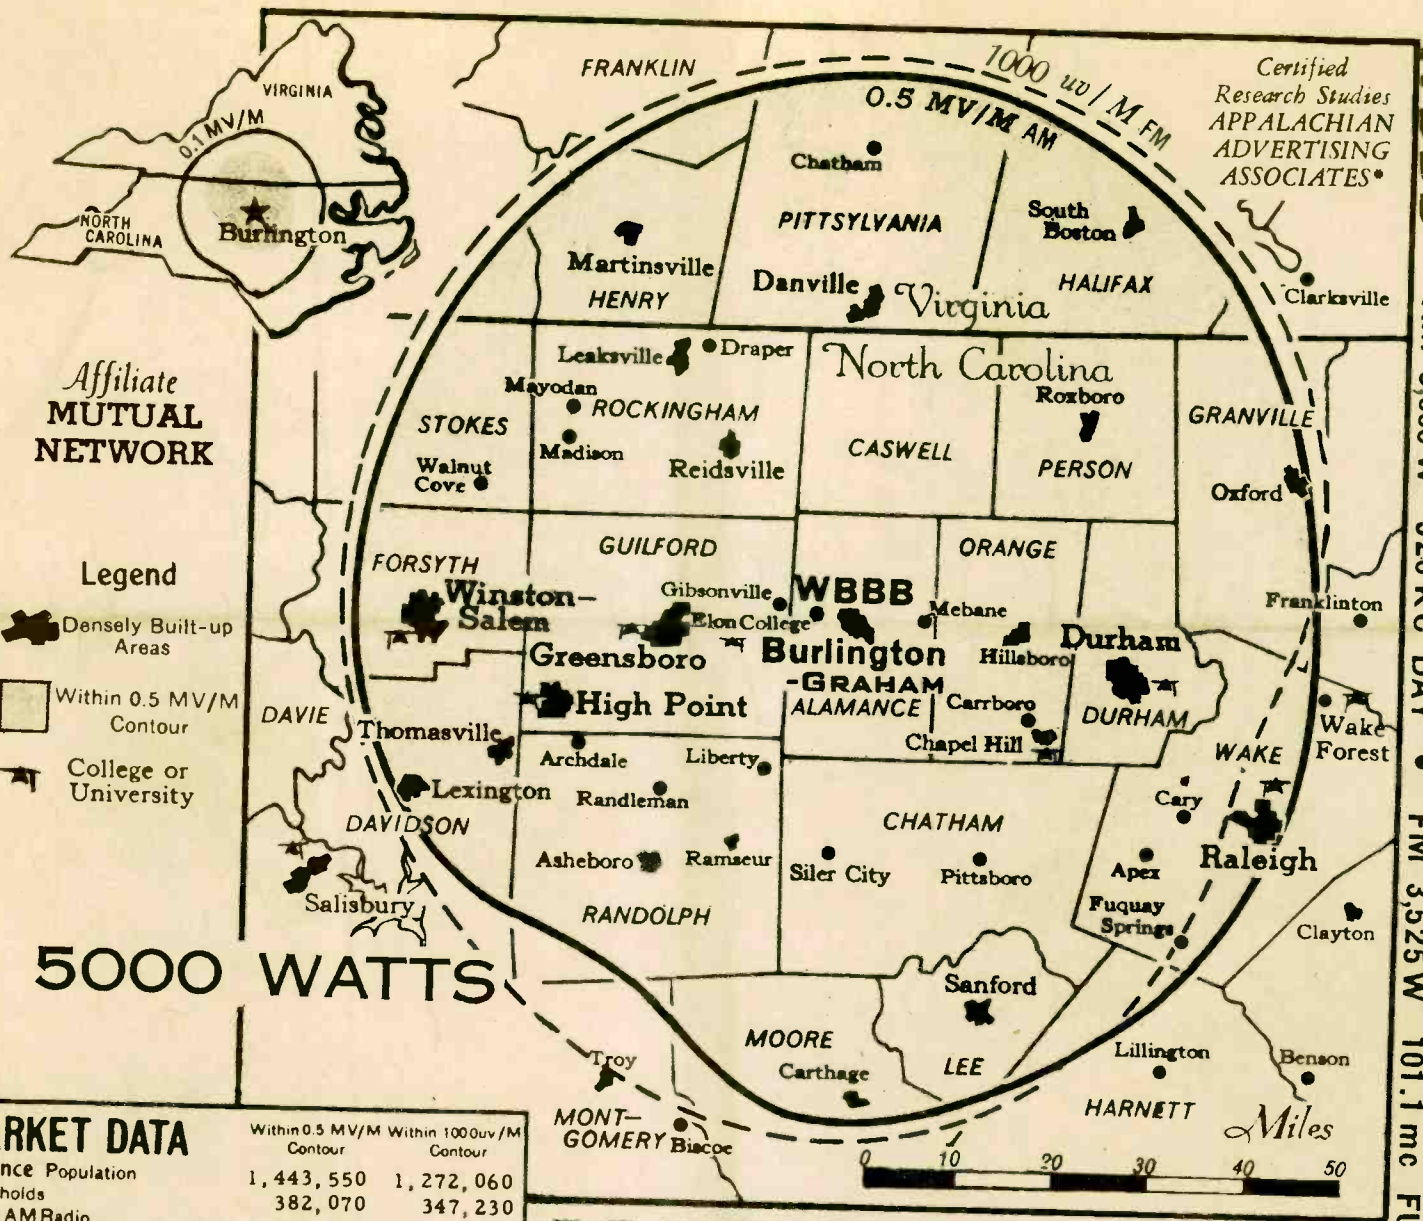 VIRGINIA
0.1 MV/M
NORTH
CAROLINA
Burlington
FRANKLIN
1000 uv/M FM
0.5 MV/M AM
Certified
Research Studies
APPALACHIAN
ADVERTISING
ASSOCIATES*
Chatham
PITTSYLVANIA
South
Boston
Martinsville
HENRY
Danville
Virginia
HALIFAX
Clarksville
Affiliate
MUTUAL
NETWORK
Leaksville
Draper
North Carolina
Mayodan
ROCKINGHAM
Roxboro
STOKES
GRANVILLE
Madison
Reidsville
CASWELL
PERSON
Walnut
Cove
Oxford
Legend
Densely Built-up
Areas
Within 0.5 MV/M
Contour
College or
University
FORSYTH
GUILFORD
ORANGE
Winston-
Salem
Gibsonville
WBBB
Mebane
Franklinton
Elon College
Greensboro
Burlington
-GRAHAM
Hillsboro
Durham
High Point
ALAMANCE
Carrboro
DURHAM
DAVIE
Thomasville
Chapel Hill
WAKE
Wake
Forest
Archdale
Liberty
Lexington
Randleman
Cary
DAVIDSON
CHATHAM
Raleigh
Asheboro
Ramseur
Siler City
Pittsboro
Apex
Salisbury
RANDOLPH
Fuquay
Springs
Clayton
5000 WATTS
Sanford
MOORE
Troy
Carthage
LEE
Lillington
Benson
HARNETT
MONT-
GOMERY
Biscoe
Miles
0 10 20 30 40 50
RKET DATA
Within 0.5 MV/M Within 1000uv/M
Contour Contour
nce Population 1,443,550 1,272,060
holds 382,070 347,230
AM Radio
DAY • FM 3,525 W 101.1 mc